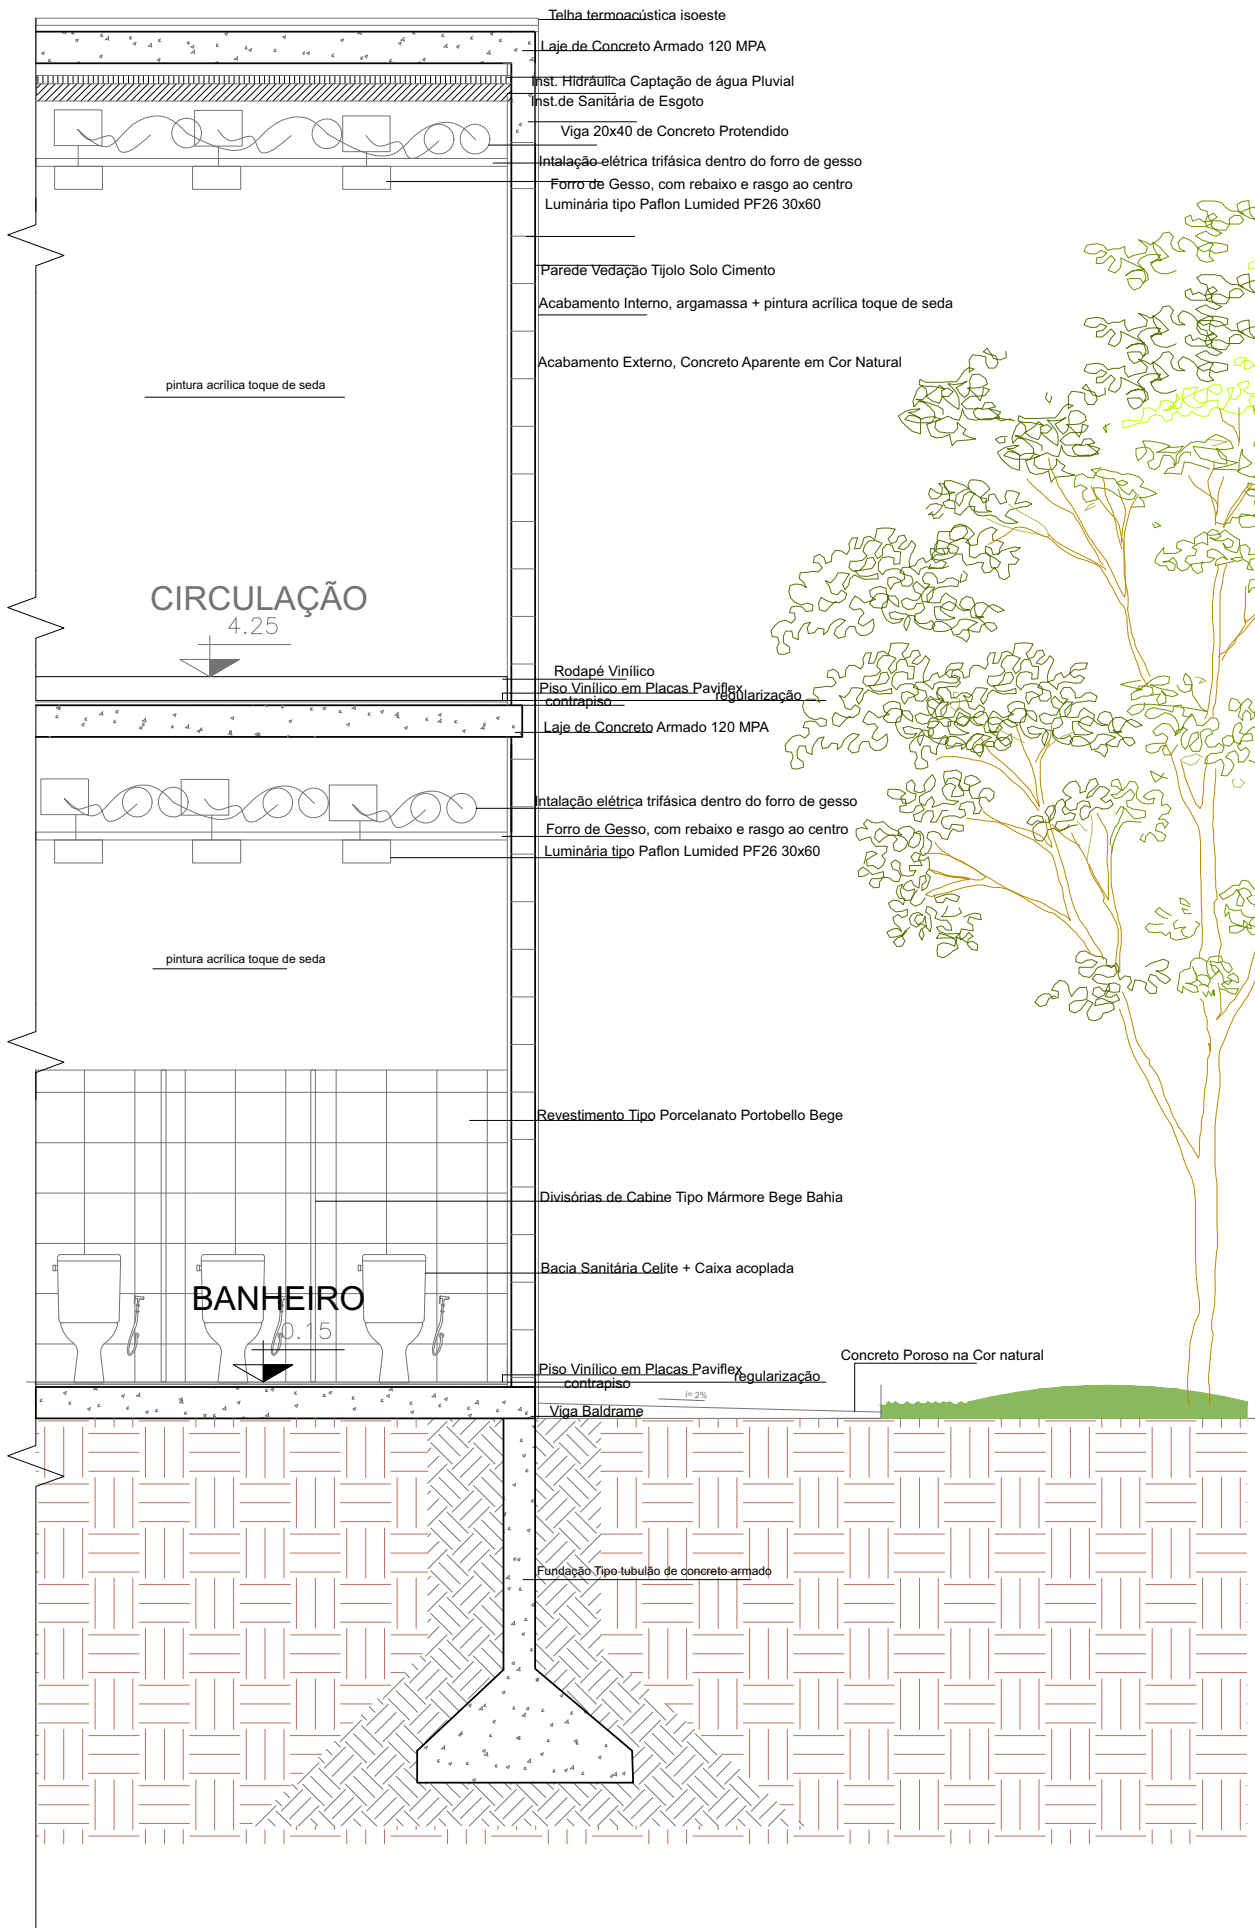 Telha termoacústica isoeste
Laje de Concreto Armado 120 MPA
Inst. Hidráulica Captação de água Pluvial
Inst.de Sanitária de Esgoto
Viga 20x40 de Concreto Protendido
Intalação elétrica trifásica dentro do forro de gesso
Forro de Gesso, com rebaixo e rasgo ao centro
Luminária tipo Paflon Lumided PF26 30x60
Parede Vedação Tijolo Solo Cimento
Acabamento Interno, argamassa + pintura acrílica toque de seda
Acabamento Externo, Concreto Aparente em Cor Natural
pintura acrílica toque de seda
CIRCULAÇÃO
4.25
Rodapé Vinílico
Piso Vinílico em Placas Paviflex
contrapiso
regularização
Laje de Concreto Armado 120 MPA
Intalação elétrica trifásica dentro do forro de gesso
Forro de Gesso, com rebaixo e rasgo ao centro
Luminária tipo Paflon Lumided PF26 30x60
pintura acrílica toque de seda
Revestimento Tipo Porcelanato Portobello Bege
Divisórias de Cabine Tipo Mármore Bege Bahia
Bacia Sanitária Celite + Caixa acoplada
BANHEIRO
0.15
Concreto Poroso na Cor natural
Piso Vinílico em Placas Paviflex
contrapiso
regularização
i= 2%
Viga Baldrame
Fundação Tipo tubulão de concreto armado